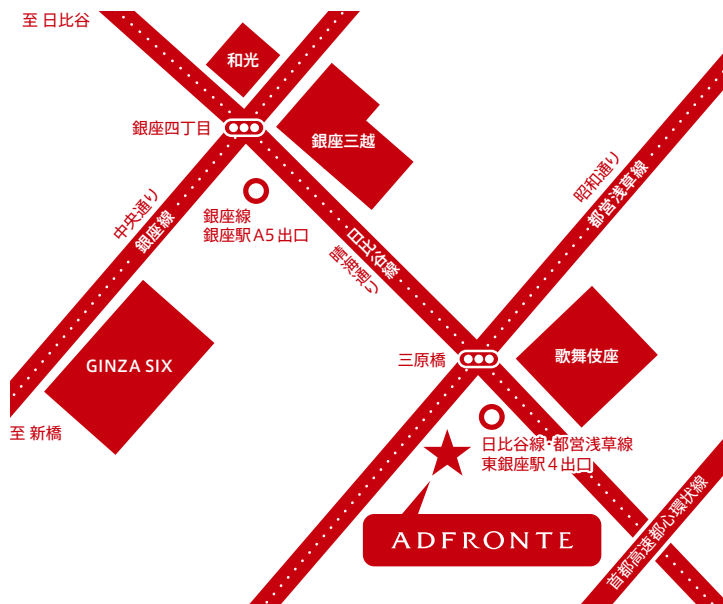 至 日比谷
和光
銀座四丁目
銀座三越
中央通り
銀座線
銀座線
銀座駅 A5 出口
日比谷線
晴海通り
昭和通り
都営浅草線
GINZA SIX
三原橋
歌舞伎座
至 新橋
日比谷線・都営浅草線
東銀座駅 4 出口
ADFRONTE
首都高速都心環状線